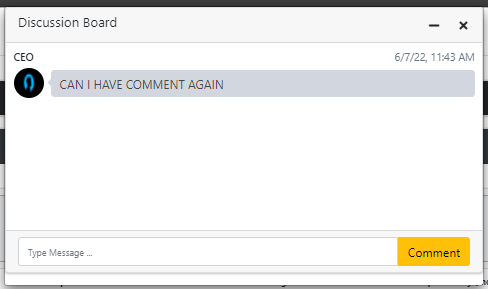 Discussion Board
CEO
6/7/22, 11:43 AM
CAN I HAVE COMMENT AGAIN
Type Message ...
Comment